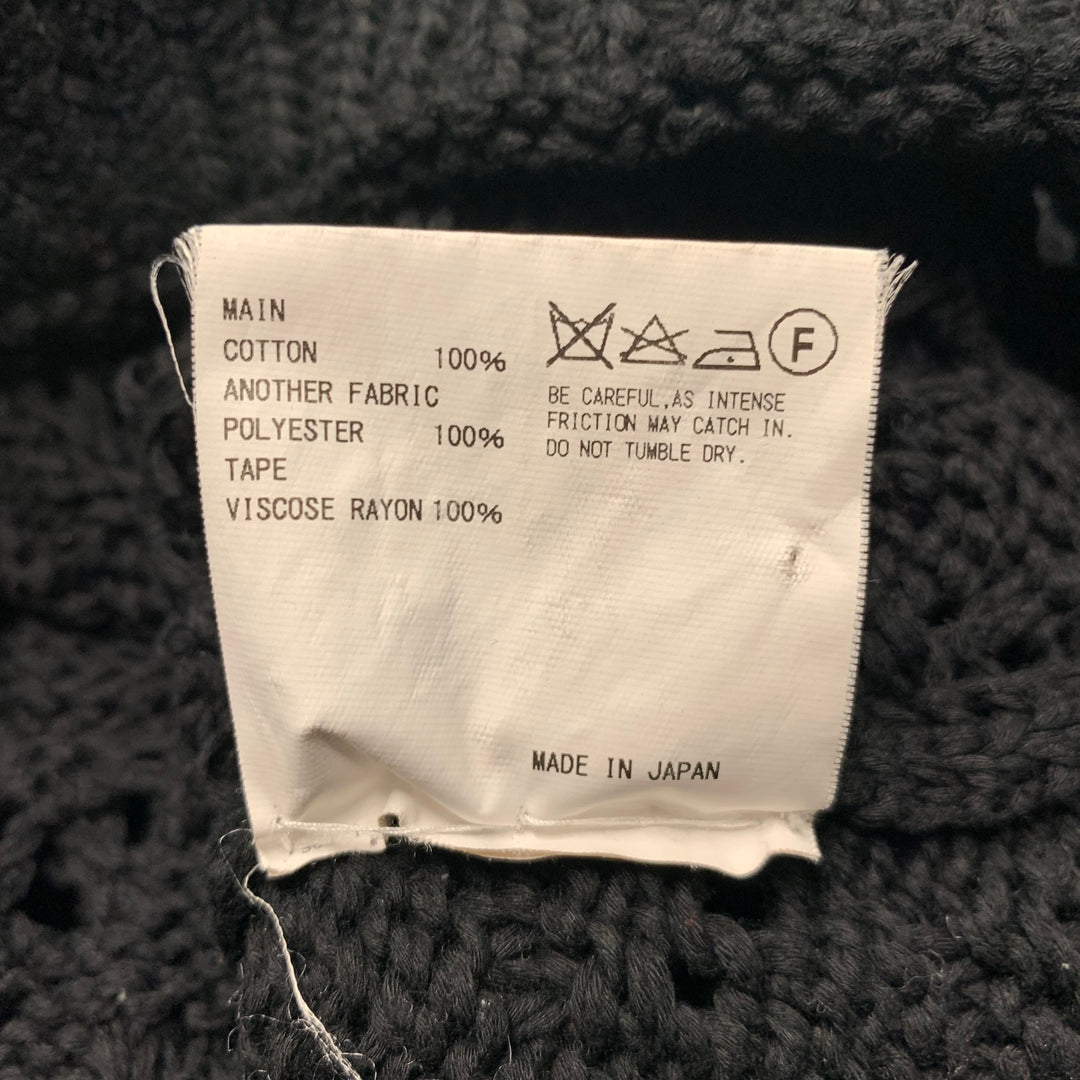 MAIN
COTTON 100%
ANOTHER FABRIC
POLYESTER 100%
TAPE
VISCOSE RAYON 100%
F
BE CAREFUL,AS INTENSE
FRICTION MAY CATCH IN.
DO NOT TUMBLE DRY.
MADE IN JAPAN